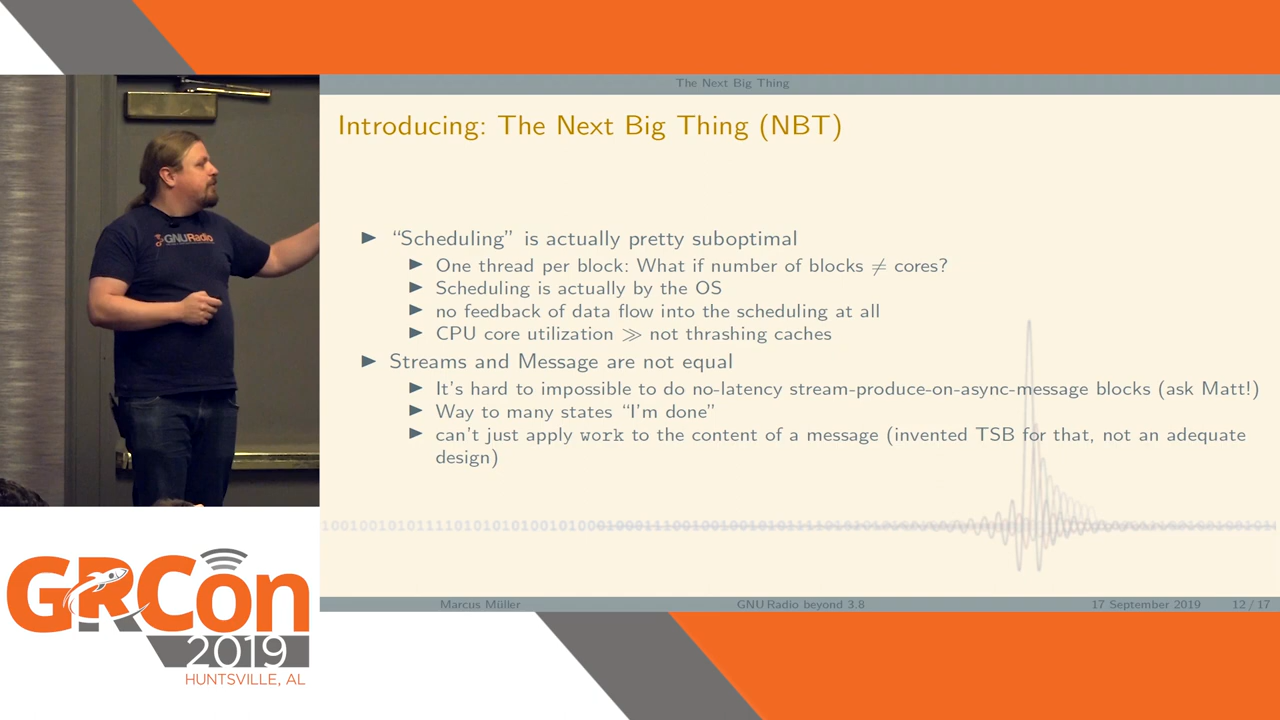 The Next Big Thing
Introducing: The Next Big Thing (NBT)
GNURadio
▶ “Scheduling” is actually pretty suboptimal
▶ One thread per block: What if number of blocks ≠ cores?
▶ Scheduling is actually by the OS
▶ no feedback of data flow into the scheduling at all
▶ CPU core utilization ≫ not thrashing caches
▶ Streams and Message are not equal
▶ It's hard to impossible to do no-latency stream-produce-on-async-message blocks (ask Matt!)
▶ Way to many states “I'm done”
▶ can't just apply work to the content of a message (invented TSB for that, not an adequate
design)
Marcus Müller
GNU Radio beyond 3.8
17 September 2019
12 / 17
GRCon
2019
HUNTSVILLE, AL